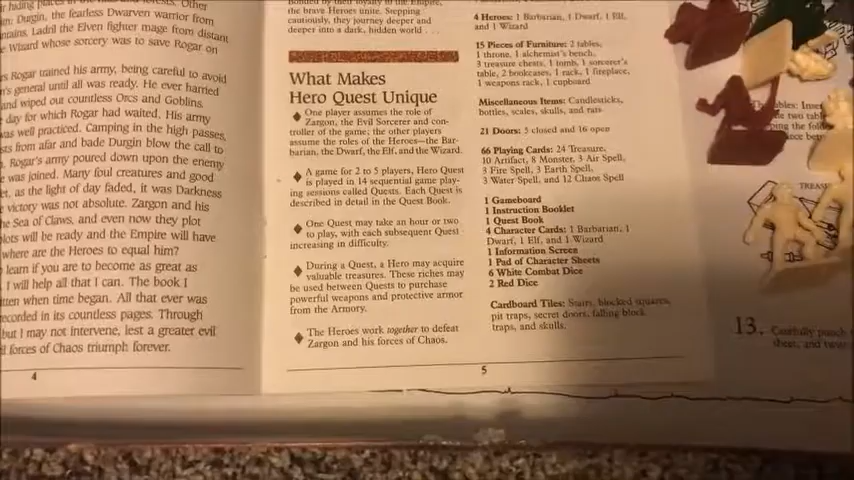 Durgin, the fearless Dwarven warrior from
Ladril the Elven fighter mage from distant
Wizard whose sorcery was to save Rogar on
Rogar trained his army, being careful to avoid
general until all was ready. He ever harried
and wiped out countless Orcs and Goblins.
day for which Rogar had waited. His army
was well practiced. Camping in the high passes,
from afar and bade Durgin blow the call to
Rogar's army poured down upon the enemy
was joined. Many foul creatures and good
as the light of day faded, it was Darkness
victory was not absolute. Zargon and his
the Sea of Claws, and even now they plot
will be ready and the Empire will have
where are the Heroes to equal him?
learn if you are to become as great as
I will help all that I can. The book I
when time began. All that ever was
recorded in its countless pages. Through
but I may not intervene, lest a greater evil
forces of Chaos triumph forever.
4
the brave Heroes unite. Stepping
cautiously, they journey deeper and
deeper into a dark, hidden world . . .
What Makes
Hero Quest Unique
◆ One player assumes the role of
Zargon, the Evil Sorcerer and con-
troller of the game; the other players
assume the roles of the Heroes—the Bar-
barian, the Dwarf, the Elf, and the Wizard.
◆ A game for 2 to 5 players, Hero Quest
is played in 14 sequential game play-
ing sessions called Quests. Each Quest is
described in detail in the Quest Book.
◆ One Quest may take an hour or two
to play, with each subsequent Quest
increasing in difficulty.
◆ During a Quest, a Hero may acquire
valuable treasures. These riches may
be used between Quests to purchase
powerful weapons and protective armor
from the Armory.
◆ The Heroes work together to defeat
Zargon and his forces of Chaos.
4 Heroes: 1 Barbarian, 1 Dwarf, 1 Elf,
and 1 Wizard
15 Pieces of Furniture: 2 tables,
1 throne, 1 alchemist's bench,
3 treasure chests, 1 tomb, 1 sorcerer's
table, 2 bookcases, 1 rack, 1 fireplace,
1 weapons rack, 1 cupboard
Miscellaneous Items: Candlesticks,
bottles, scales, skulls, and rats
21 Doors: 5 closed and 16 open
66 Playing Cards: 24 Treasure,
10 Artifact, 8 Monster, 3 Air Spell,
3 Fire Spell, 3 Earth Spell,
3 Water Spell, and 12 Chaos Spell
1 Gameboard
1 Instruction Booklet
1 Quest Book
4 Character Cards: 1 Barbarian, 1
Dwarf, 1 Elf, and 1 Wizard
1 Information Screen
1 Pad of Character Sheets
6 White Combat Dice
2 Red Dice
Cardboard Tiles: Stairs, blocked squares,
pit traps, secret doors, falling block
traps, and skulls.
5
Tables: Inse
13. Carefully punch
sheet, and twi